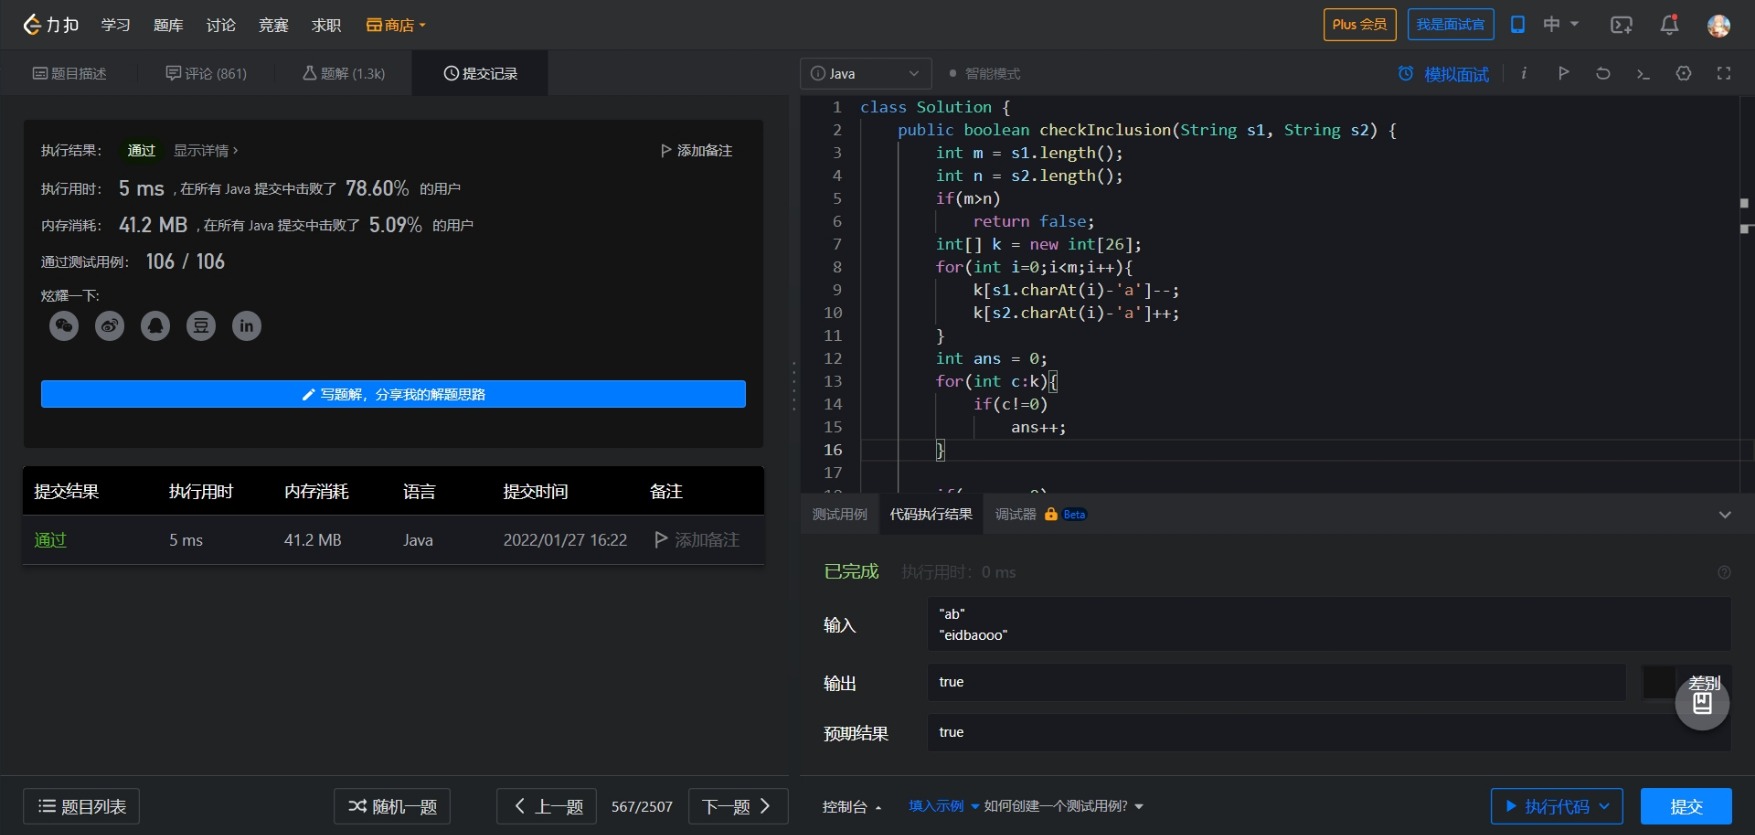 力扣 学习 题库 讨论 竞赛 求职 商店 Plus 会员 我是面试官 中
题目描述 评论 (861) 题解 (1.3k) 提交记录
执行结果： 通过 显示详情 > 添加备注
执行用时： 5 ms , 在所有 Java 提交中击败了 78.60% 的用户
内存消耗： 41.2 MB , 在所有 Java 提交中击败了 5.09% 的用户
通过测试用例： 106 / 106
炫耀一下:
写题解，分享我的解题思路
提交结果 执行用时 内存消耗 语言 提交时间 备注
通过 5 ms 41.2 MB Java 2022/01/27 16:22 添加备注
题目列表 随机一题 上一题 567/2507 下一题
Java 智能模式 模拟面试
1 class Solution {
2 public boolean checkInclusion(String s1, String s2) {
3 int m = s1.length();
4 int n = s2.length();
5 if(m>n)
6 return false;
7 int[] k = new int[26];
8 for(int i=0;i<m;i++){
9 k[s1.charAt(i)-'a']--;
10 k[s2.charAt(i)-'a']++;
11 }
12 int ans = 0;
13 for(int c:k){
14 if(c!=0)
15 ans++;
16 }
17
测试用例 代码执行结果 调试器 Beta
已完成 执行用时：0 ms
输入 "ab"
"eidbaooo"
输出 true 差别
预期结果 true
控制台 填入示例 如何创建一个测试用例? 执行代码 提交